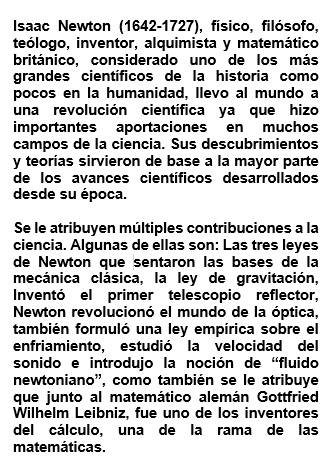 Isaac Newton (1642-1727), físico, filósofo,
teólogo, inventor, alquimista y matemático
británico, considerado uno de los más
grandes científicos de la historia como
pocos en la humanidad, llevo al mundo a
una revolución científica ya que hizo
importantes aportaciones en muchos
campos de la ciencia. Sus descubrimientos
y teorías sirvieron de base a la mayor parte
de los avances científicos desarrollados
desde su época.

Se le atribuyen múltiples contribuciones a la
ciencia. Algunas de ellas son: Las tres leyes
de Newton que sentaron las bases de la
mecánica clásica, la ley de gravitación,
Inventó el primer telescopio reflector,
Newton revolucionó el mundo de la óptica,
también formuló una ley empírica sobre el
enfriamiento, estudió la velocidad del
sonido e introdujo la noción de “fluido
newtoniano”, como también se le atribuye
que junto al matemático alemán Gottfried
Wilhelm Leibniz, fue uno de los inventores
del cálculo, una de la rama de las
matemáticas.